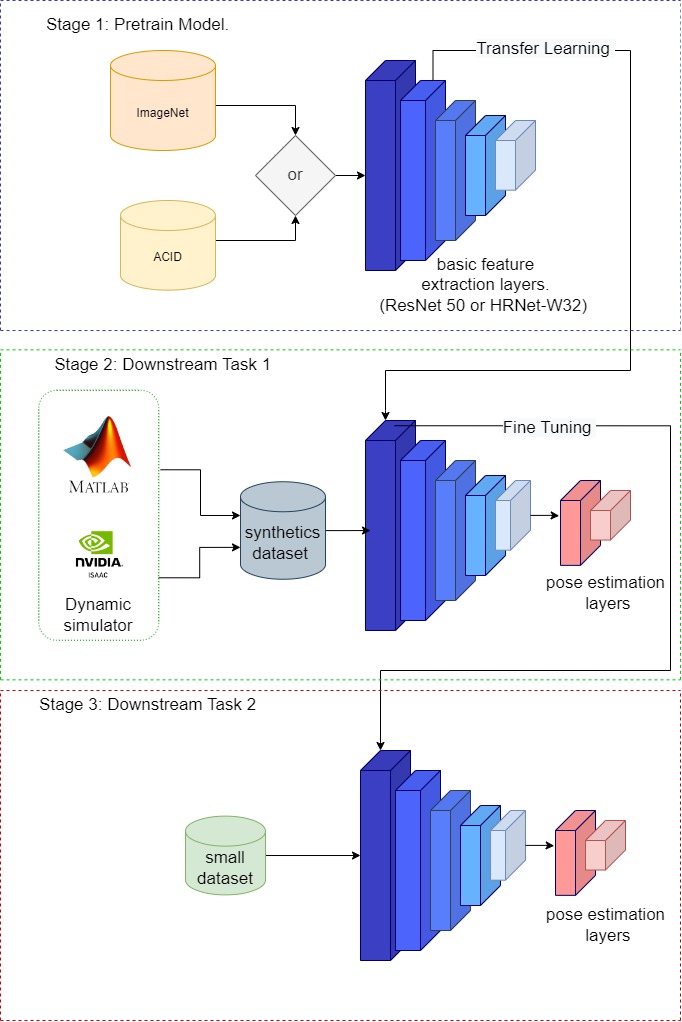 Stage 1: Pretrain Model.
Transfer Learning
ImageNet
or
ACID
basic feature
extraction layers.
(ResNet 50 or HRNet-W32)
Stage 2: Downstream Task 1
MATLAB
Fine Tuning
synthetics
dataset
nVIDIA.
ISAAC
Dynamic
simulator
pose estimation
layers
Stage 3: Downstream Task 2
small
dataset
pose estimation
layers